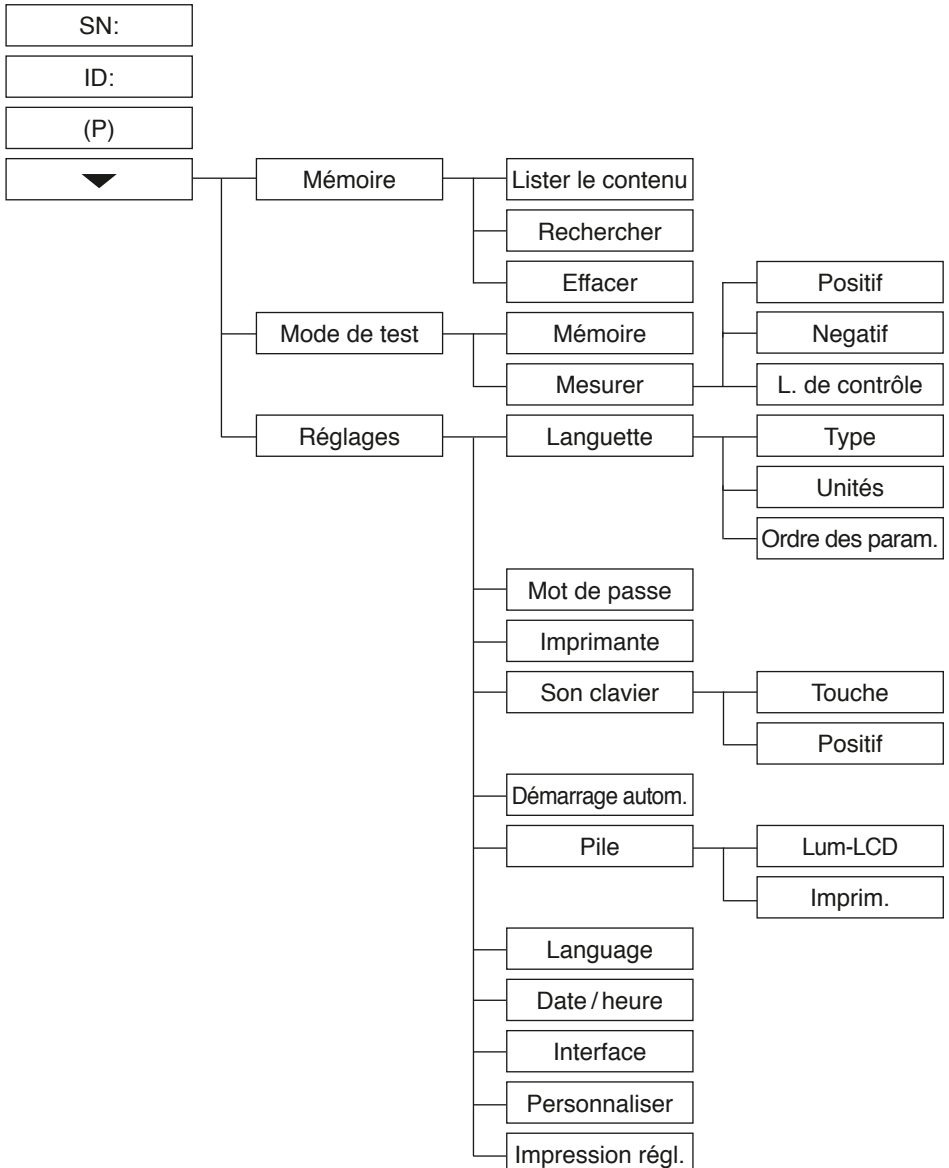 SN:
ID:
(P)
Mémoire
Lister le contenu
Rechercher
Effacer
Mode de test
Mémoire
Mesurer
Positif
Negatif
L. de contrôle
Réglages
Languette
Type
Unités
Ordre des param.
Mot de passe
Imprimante
Son clavier
Touche
Positif
Démarrage autom.
Pile
Lum-LCD
Imprim.
Language
Date / heure
Interface
Personnaliser
Impression régl.